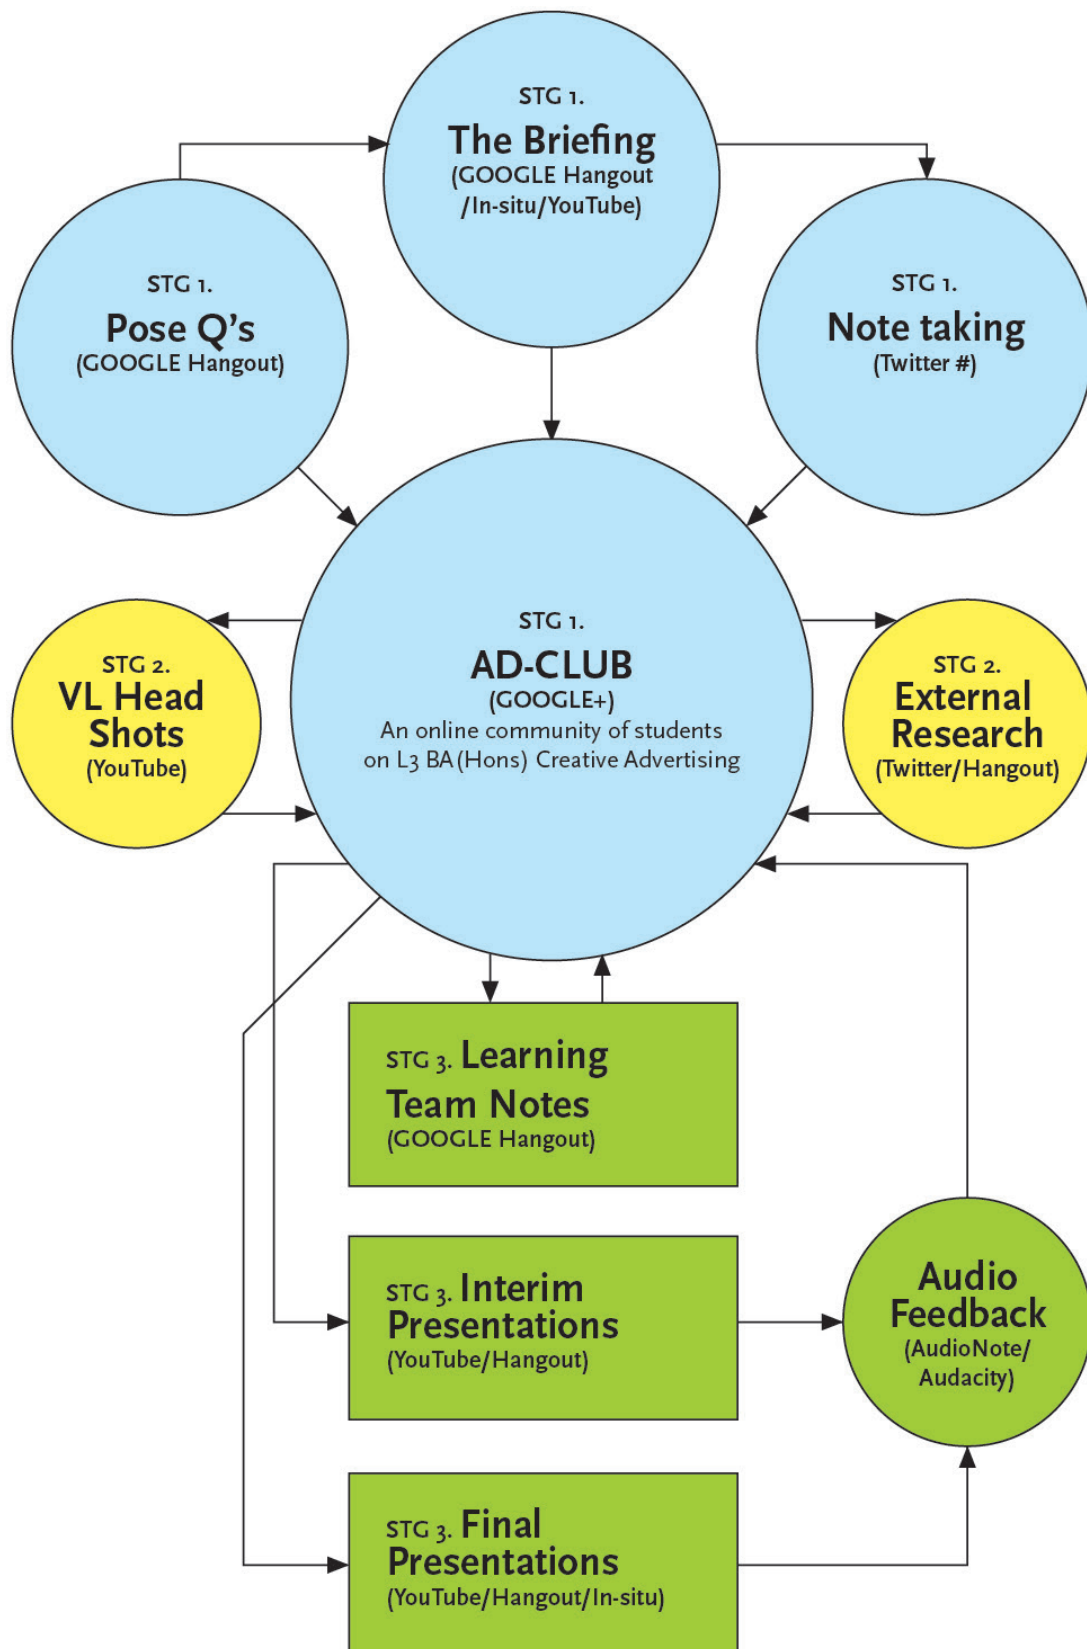 STG 1.
The Briefing
(GOOGLE Hangout
/In-situ/YouTube)
STG 1.
Pose Q’s
(GOOGLE Hangout)
STG 1.
Note taking
(Twitter #)
STG 1.
AD-CLUB
(GOOGLE+)
An online community of students
on L3 BA(Hons) Creative Advertising
STG 2.
VL Head
Shots
(YouTube)
STG 2.
External
Research
(Twitter/Hangout)
STG 3. Learning
Team Notes
(GOOGLE Hangout)
STG 3. Interim
Presentations
(YouTube/Hangout)
Audio
Feedback
(AudioNote/
Audacity)
STG 3. Final
Presentations
(YouTube/Hangout/In-situ)